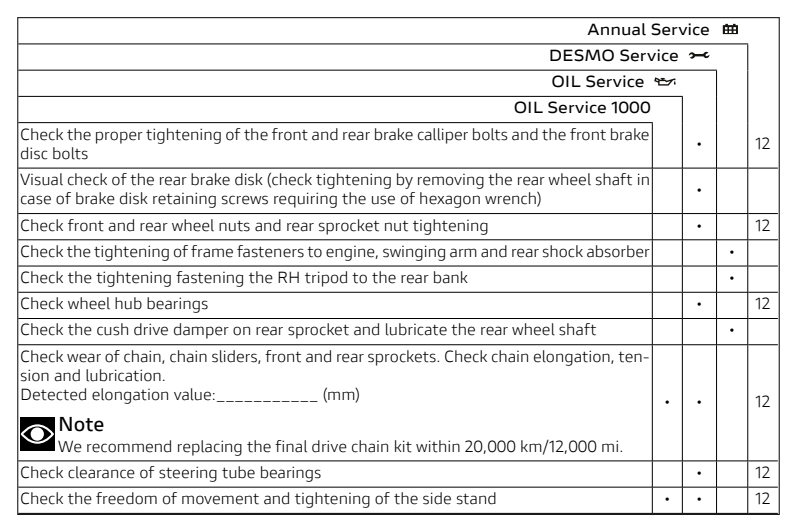 Annual Service
DESMO Service
OIL Service
OIL Service 1000
Check the proper tightening of the front and rear brake calliper bolts and the front brake
disc bolts • 12
Visual check of the rear brake disk (check tightening by removing the rear wheel shaft in
case of brake disk retaining screws requiring the use of hexagon wrench) •
Check front and rear wheel nuts and rear sprocket nut tightening • 12
Check the tightening of frame fasteners to engine, swinging arm and rear shock absorber •
Check the tightening fastening the RH tripod to the rear bank •
Check wheel hub bearings • 12
Check the cush drive damper on rear sprocket and lubricate the rear wheel shaft •
Check wear of chain, chain sliders, front and rear sprockets. Check chain elongation, ten-
sion and lubrication.
Detected elongation value:___________ (mm) • • 12
Note
We recommend replacing the final drive chain kit within 20,000 km/12,000 mi.
Check clearance of steering tube bearings • 12
Check the freedom of movement and tightening of the side stand • • 12